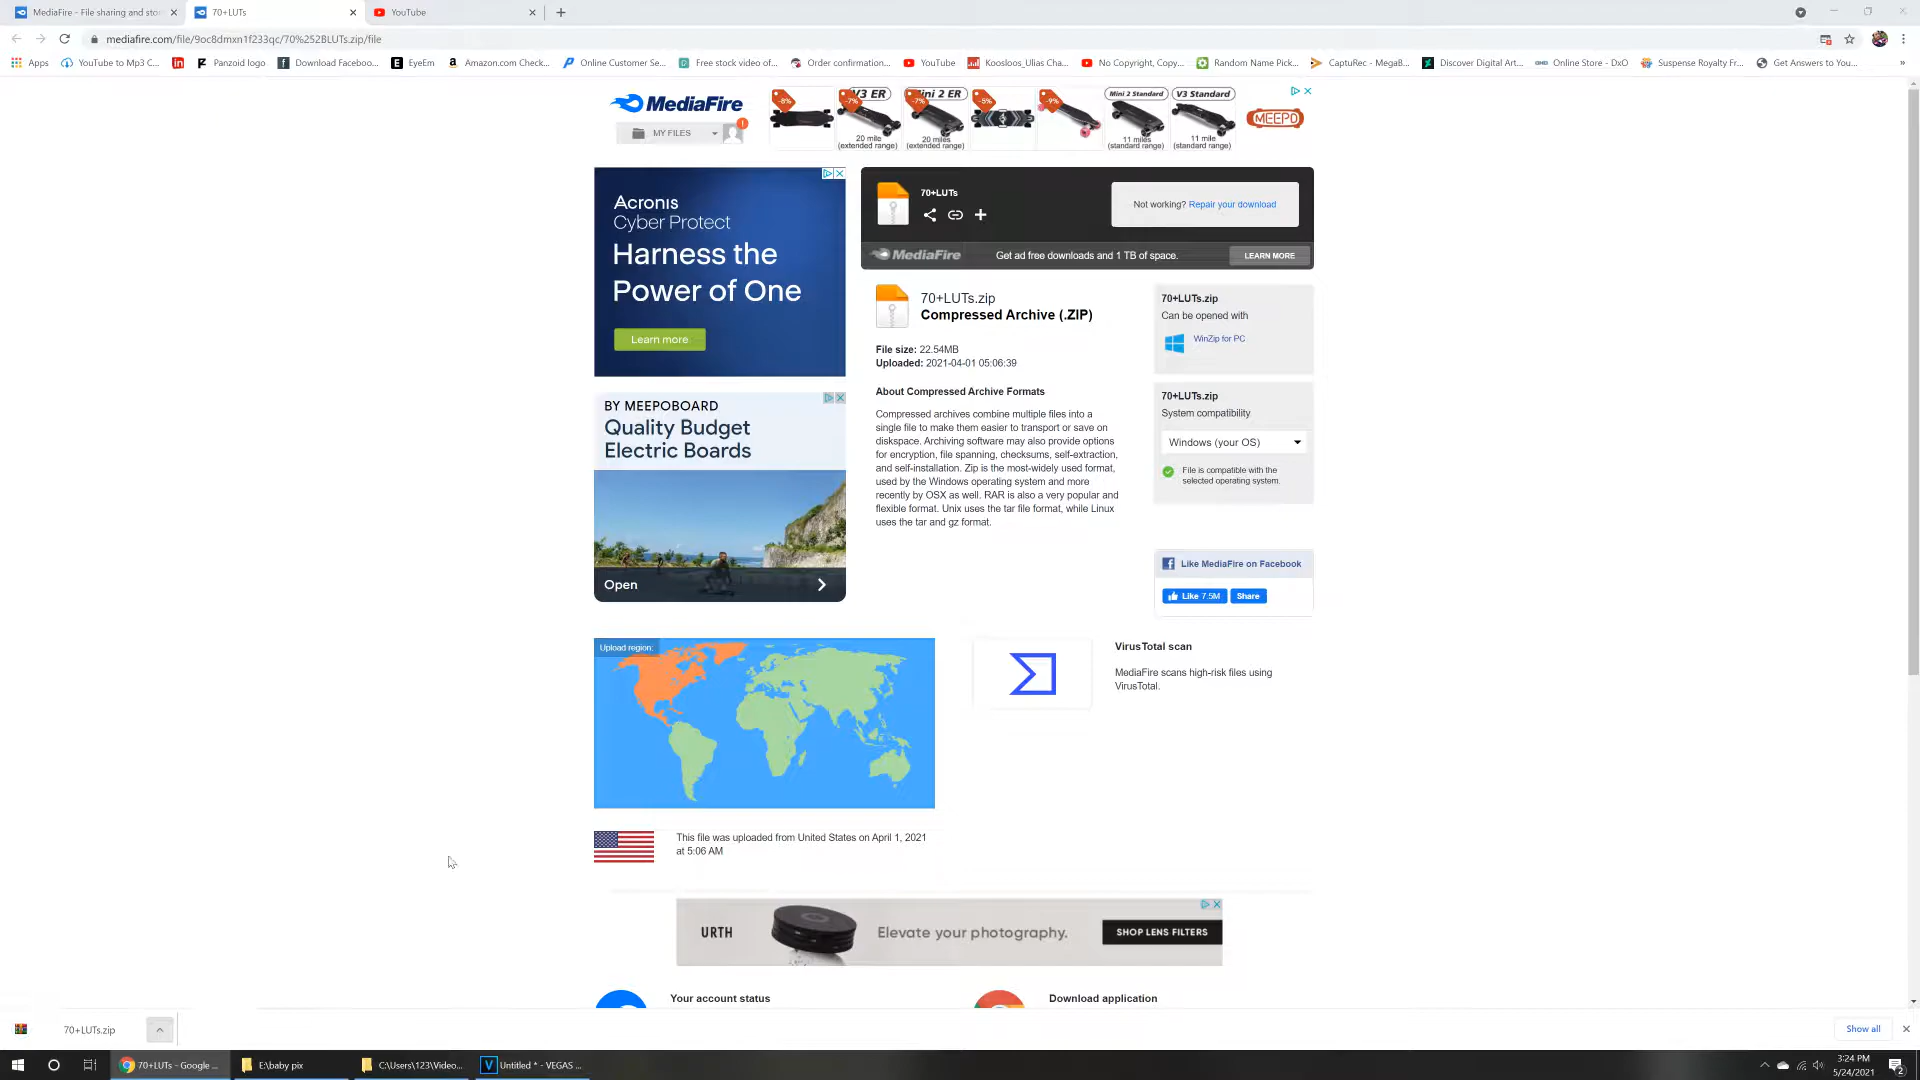 MediaFire - File sharing and stor
70+LUTs
YouTube
mediafire.com/file/9oc8dmxn1f233qc/70%252BLUTs.zip/file
Apps
YouTube to Mp3 C...
Panzoid logo
Download Faceboo...
EyeEm
Amazon.com Check...
Online Customer Se...
Free stock video of...
Order confirmation...
YouTube
Koosloos_Ulias Cha...
No Copyright, Copy...
Random Name Pick...
CaptuRec - MegaB...
Discover Digital Art...
Online Store - DxO
Suspense Royalty Fr...
Get Answers to You...
»
MediaFire
MY FILES
-8%
-7%
V3 ER
20 mile
(extended range)
-7%
Mini 2 ER
20 miles
(extended range)
-5%
-9%
Mini 2 Standard
11 miles
(standard range)
V3 Standard
11 mile
(standard range)
MEEPO
Acronis
Cyber Protect
Harness the
Power of One
Learn more
70+LUTs
Not working? Repair your download
MediaFire
Get ad free downloads and 1 TB of space.
LEARN MORE
70+LUTs.zip
Compressed Archive (.ZIP)
File size: 22.54MB
Uploaded: 2021-04-01 05:06:39
About Compressed Archive Formats
Compressed archives combine multiple files into a
single file to make them easier to transport or save on
diskspace. Archiving software may also provide options
for encryption, file spanning, checksums, self-extraction,
and self-installation. Zip is the most-widely used format,
used by the Windows operating system and more
recently by OSX as well. RAR is also a very popular and
flexible format. Unix uses the tar file format, while Linux
uses the tar and gz format.
70+LUTs.zip
Can be opened with
WinZip for PC
70+LUTs.zip
System compatibility
Windows (your OS)
File is compatible with the
selected operating system.
BY MEEPOBOARD
Quality Budget
Electric Boards
Open
Like MediaFire on Facebook
Like 7.5M
Share
Upload region:
VirusTotal scan
MediaFire scans high-risk files using
VirusTotal.
This file was uploaded from United States on April 1, 2021
at 5:06 AM
URTH
Elevate your photography.
SHOP LENS FILTERS
Your account status
Download application
70+LUTs.zip
Show all
70+LUTs - Google ...
E:\baby pix
C:\Users\123\Video...
Untitled * - VEGAS ...
3:24 PM
5/24/2021
2